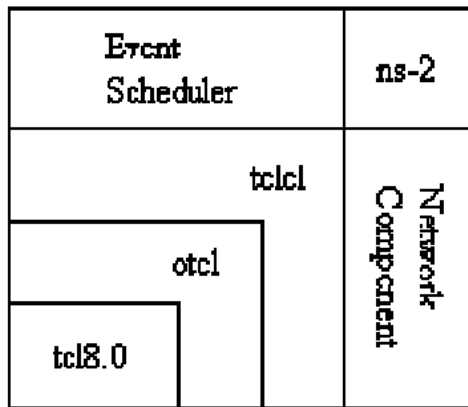 Event
Scheduler
ns-2
tclcl
otcl
tcl8.0
Network
Component